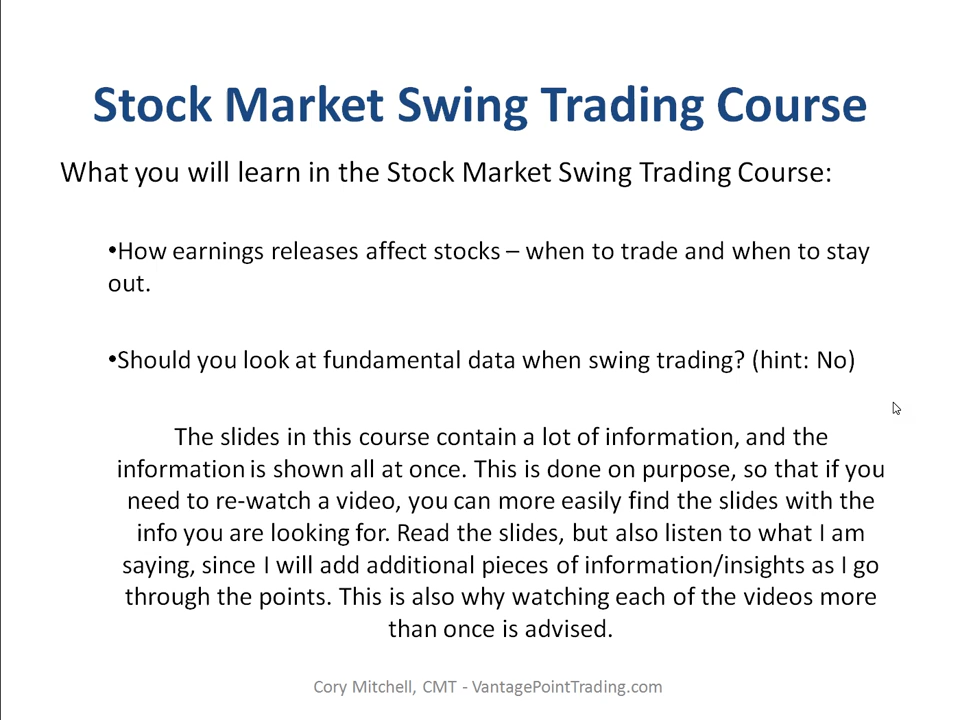 Stock Market Swing Trading Course
What you will learn in the Stock Market Swing Trading Course:
•How earnings releases affect stocks – when to trade and when to stay
out.
•Should you look at fundamental data when swing trading? (hint: No)
The slides in this course contain a lot of information, and the
information is shown all at once. This is done on purpose, so that if you
need to re-watch a video, you can more easily find the slides with the
info you are looking for. Read the slides, but also listen to what I am
saying, since I will add additional pieces of information/insights as I go
through the points. This is also why watching each of the videos more
than once is advised.
Cory Mitchell, CMT - VantagePointTrading.com